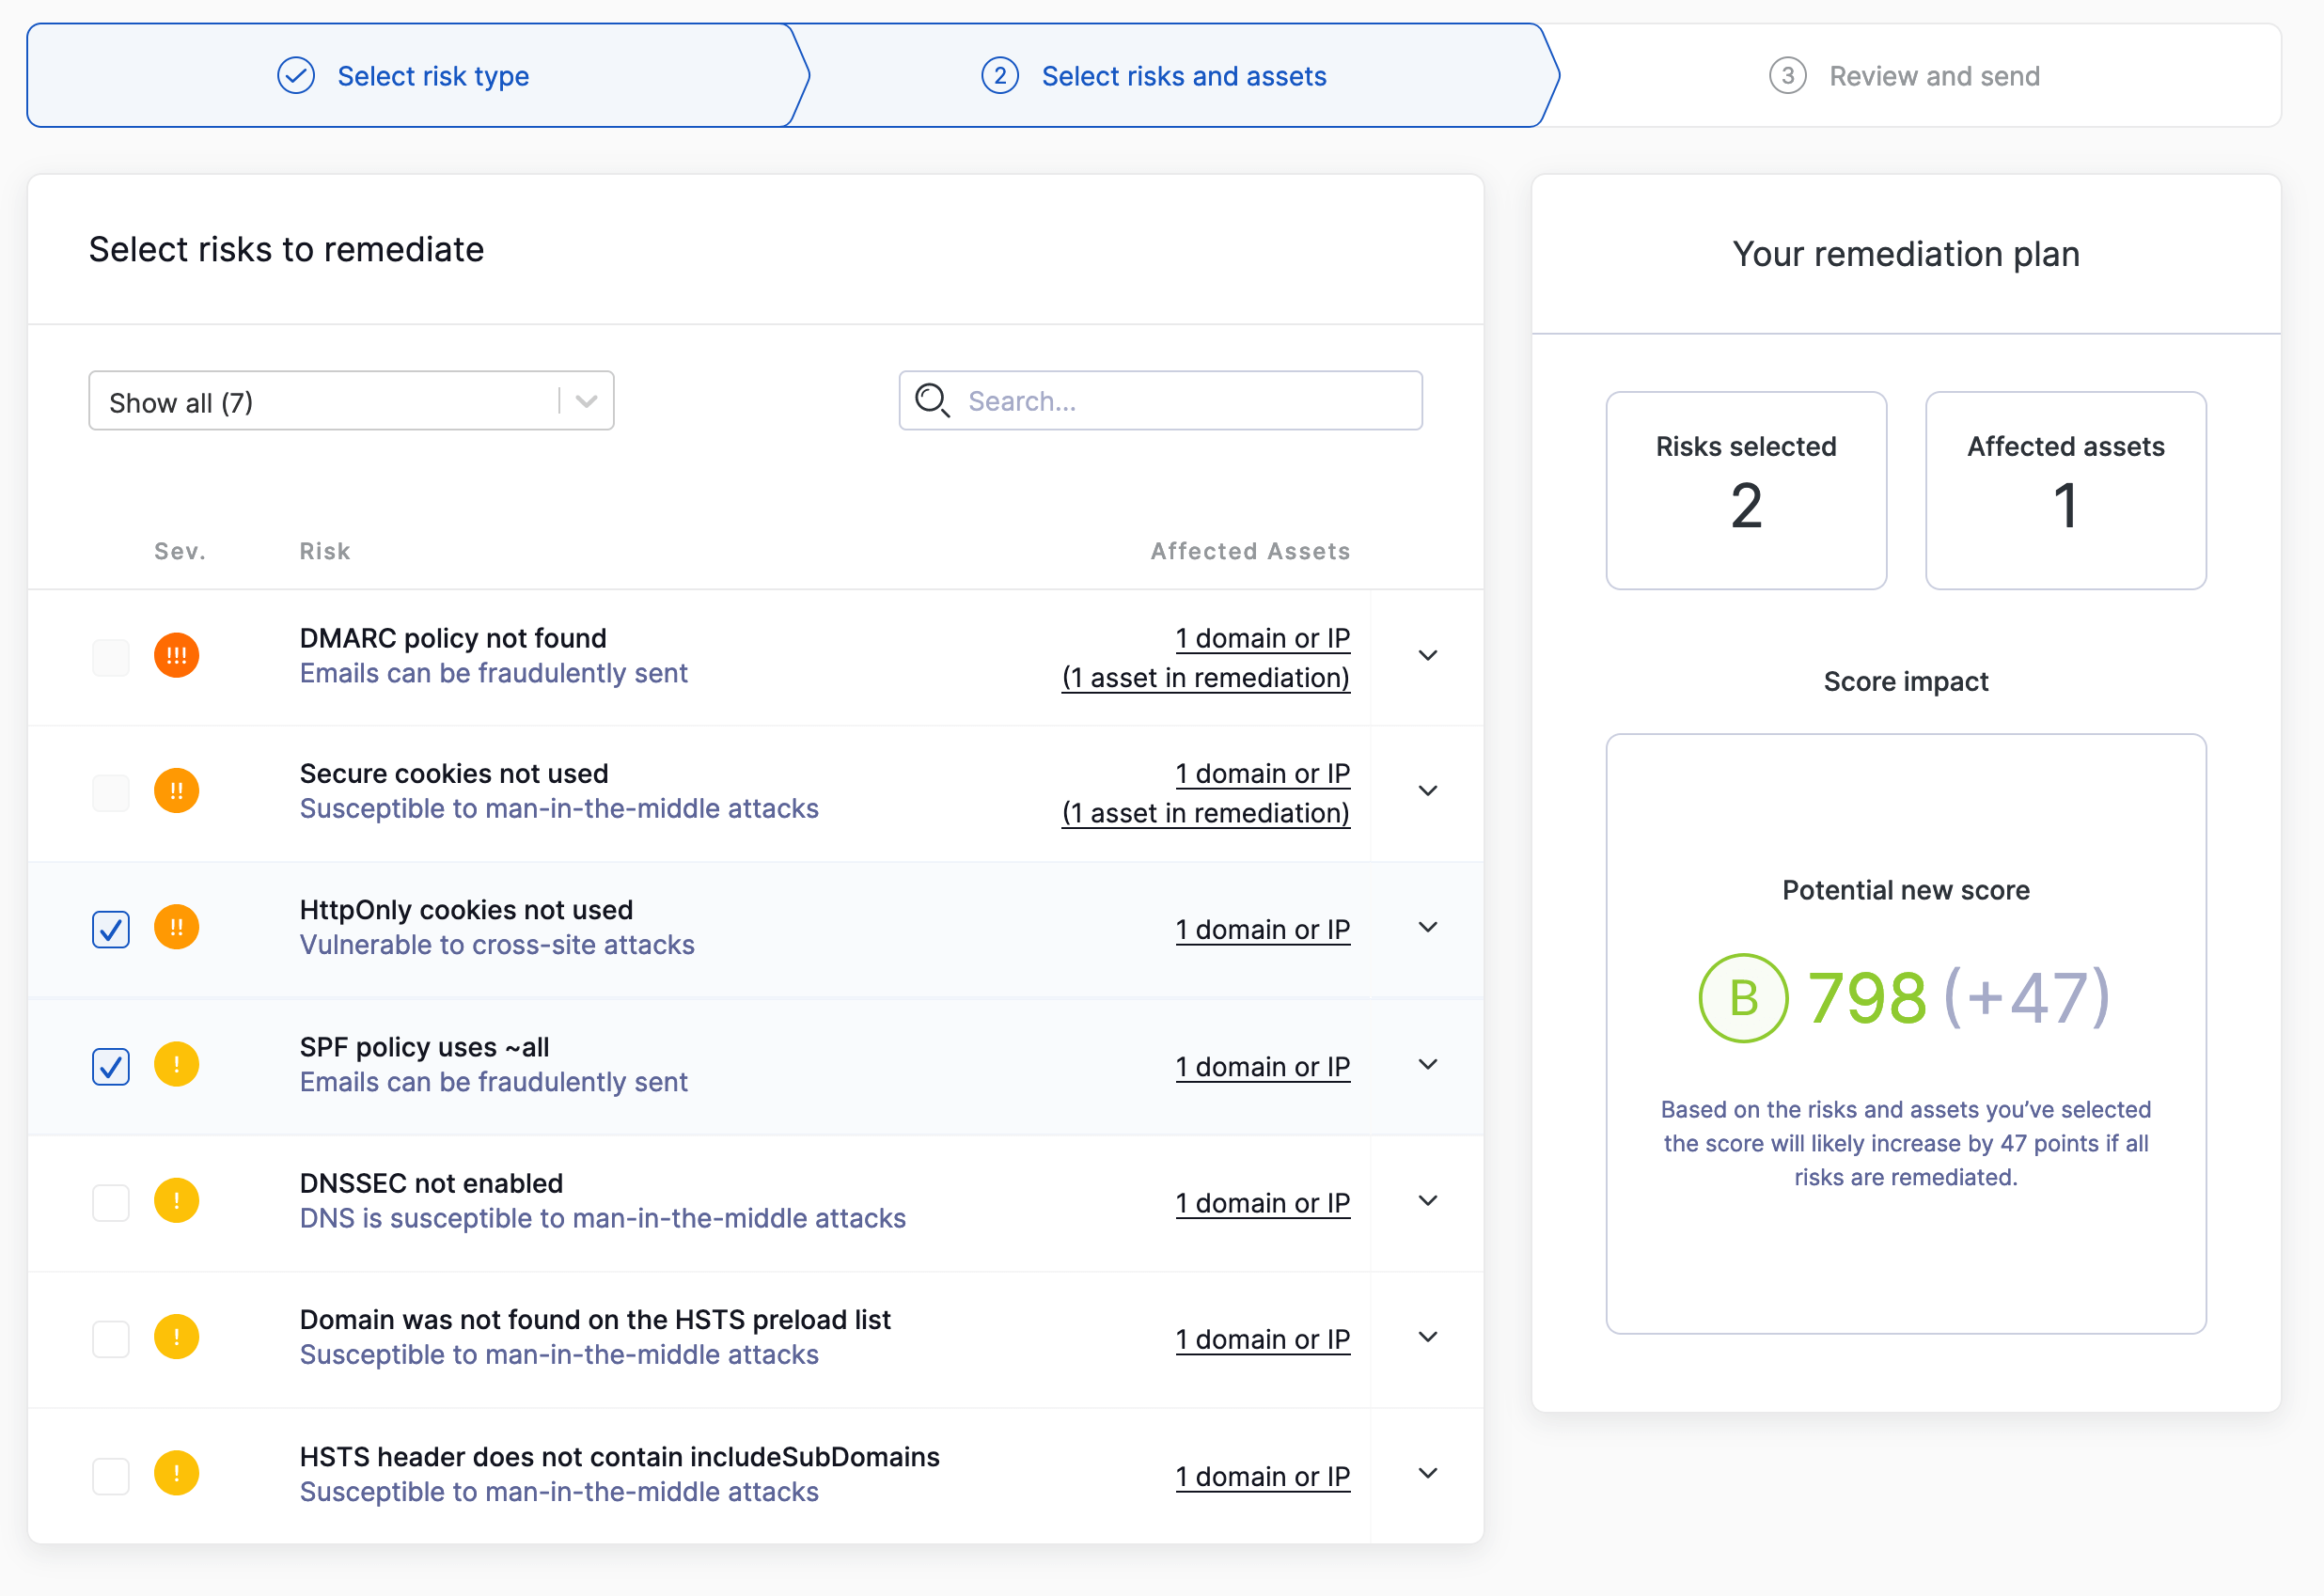 Select risk type
2 Select risks and assets
3 Review and send
Select risks to remediate
Show all (7)
Search...
Sev. Risk Affected Assets
!!! DMARC policy not found
Emails can be fraudulently sent
1 domain or IP
(1 asset in remediation)
!! Secure cookies not used
Susceptible to man-in-the-middle attacks
1 domain or IP
(1 asset in remediation)
!! HttpOnly cookies not used
Vulnerable to cross-site attacks
1 domain or IP
! SPF policy uses ~all
Emails can be fraudulently sent
1 domain or IP
! DNSSEC not enabled
DNS is susceptible to man-in-the-middle attacks
1 domain or IP
! Domain was not found on the HSTS preload list
Susceptible to man-in-the-middle attacks
1 domain or IP
! HSTS header does not contain includeSubDomains
Susceptible to man-in-the-middle attacks
1 domain or IP
Your remediation plan
Risks selected
2
Affected assets
1
Score impact
Potential new score
B 798 (+47)
Based on the risks and assets you’ve selected
the score will likely increase by 47 points if all
risks are remediated.